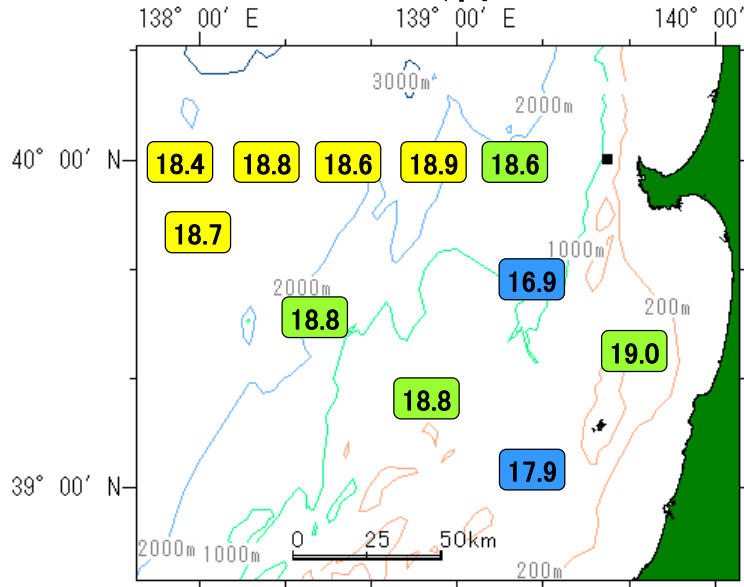 138° 00′ E 139° 00′ E 140° 00′
3000m
2000m
40° 00′ N
18.4 18.8 18.6 18.9 18.6
18.7
1000m
16.9
2000m
200m
18.8
19.0
18.8
17.9
39° 00′ N
0 25 50km
2000m 1000m
200m